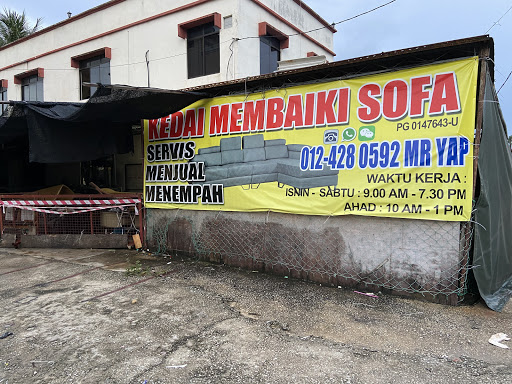 KEDAI MEMBAIKI SOFA
PG 0147643-U
SERVIS
MENJUAL
MENEMPAH
012-428 0592 MR YAP
WAKTU KERJA :
ISNIN - SABTU : 9.00 AM - 7.30 PM
AHAD : 10 AM - 1 PM